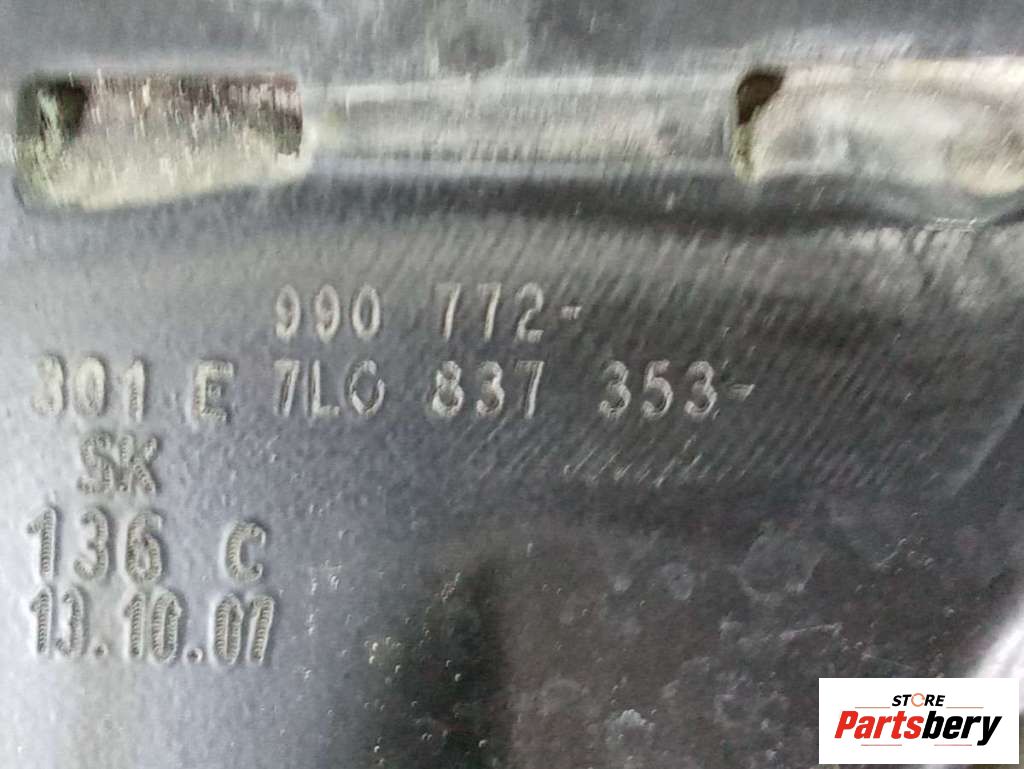 990 772-
301 E 7L0 837 353-
SK
136 C
13.10.07
STORE
Partsbery